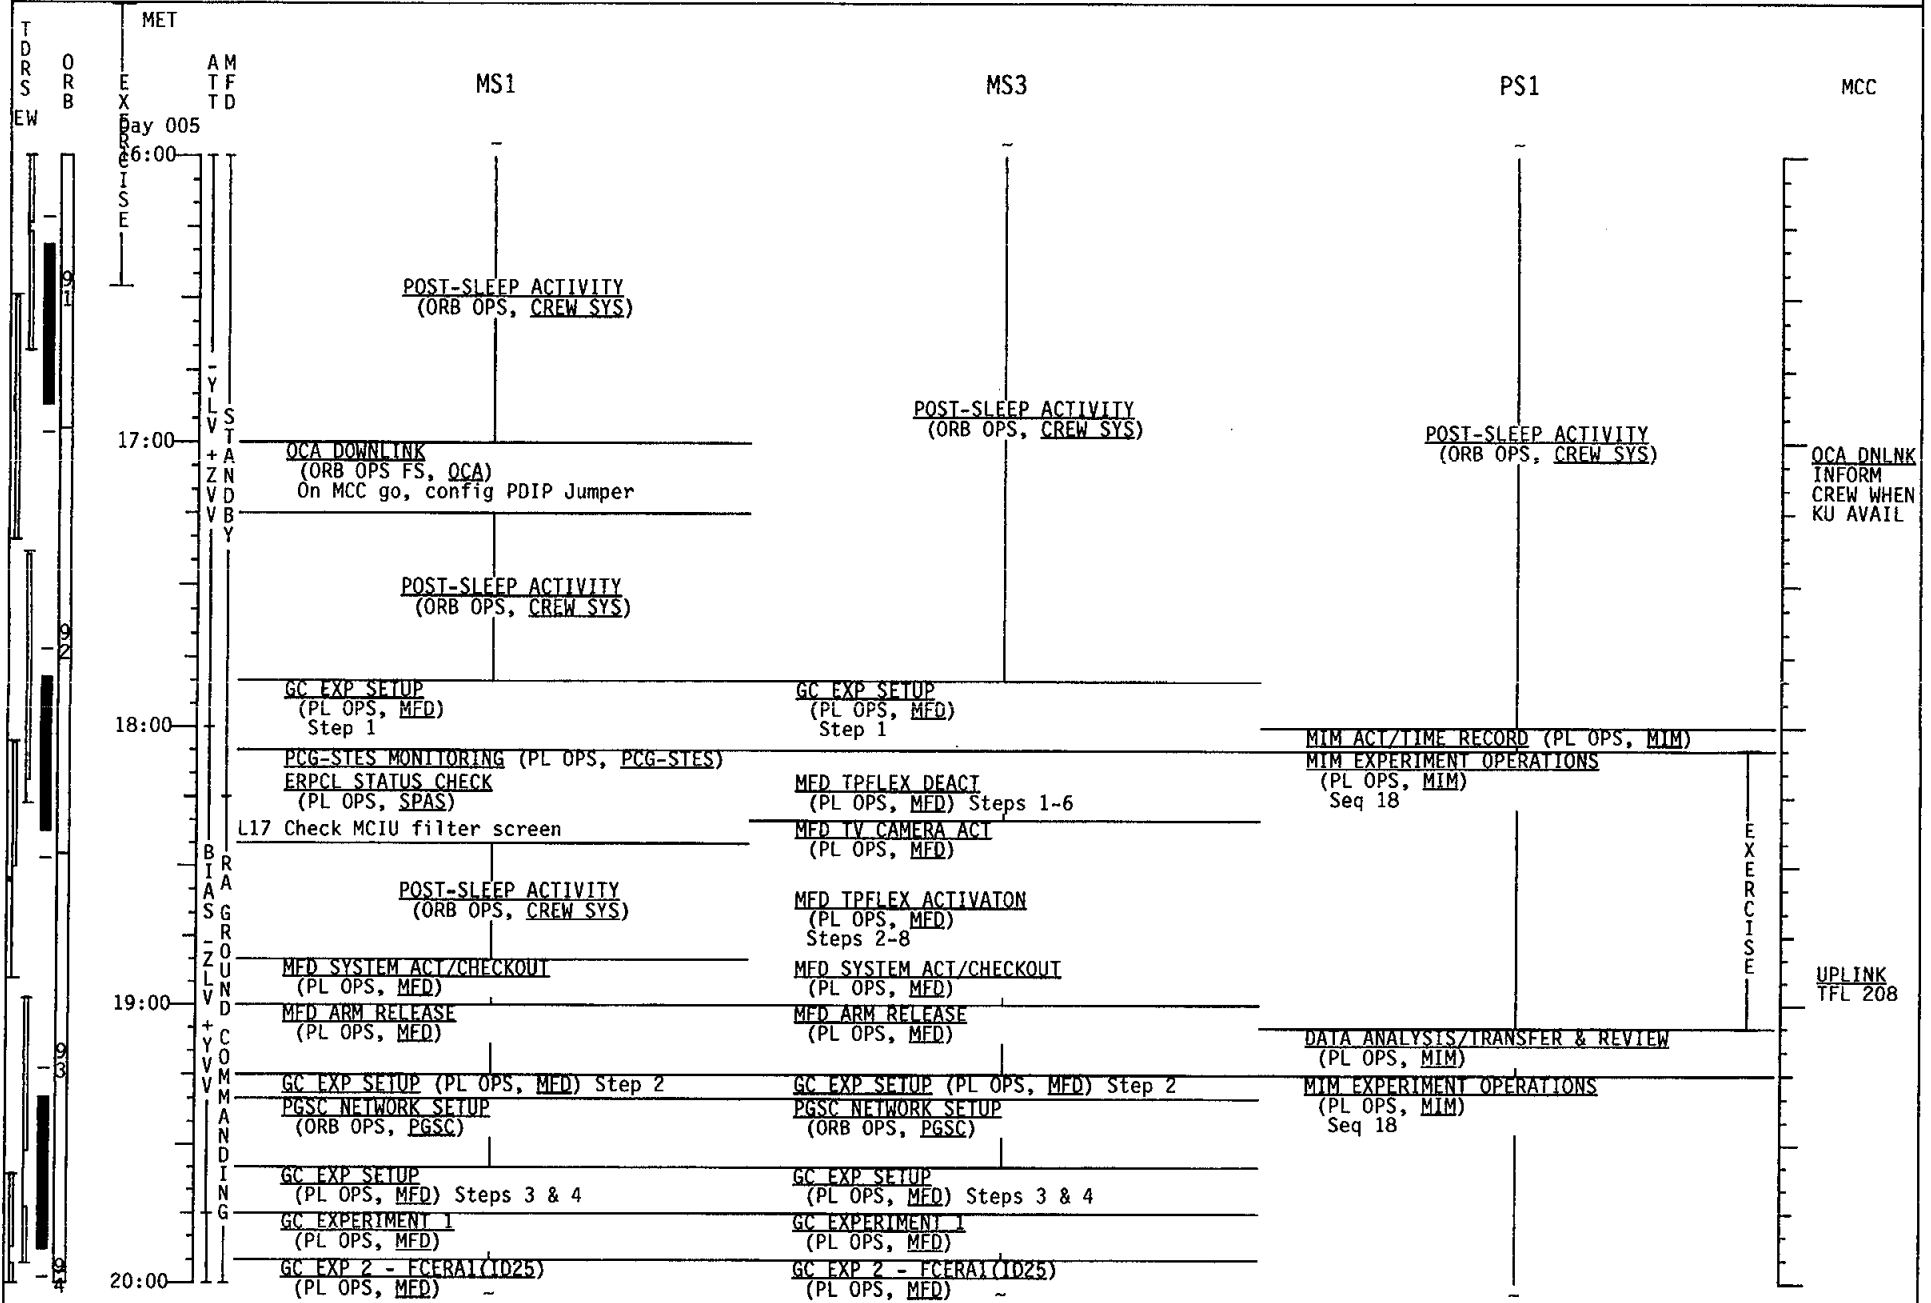 MET
TDRS
EW
ORB
EXERCISE
ATT
MFD
MS1
MS3
PS1
MCC
Day 005
16:00
~
~
~
91
POST-SLEEP ACTIVITY
(ORB OPS, CREW SYS)
-YLV +ZVV
STANDBY
POST-SLEEP ACTIVITY
(ORB OPS, CREW SYS)
POST-SLEEP ACTIVITY
(ORB OPS, CREW SYS)
17:00
OCA DOWNLINK
(ORB OPS FS, OCA)
On MCC go, config PDIP Jumper
OCA DNLNK
INFORM
CREW WHEN
KU AVAIL
POST-SLEEP ACTIVITY
(ORB OPS, CREW SYS)
92
GC EXP SETUP
(PL OPS, MFD)
Step 1
GC EXP SETUP
(PL OPS, MFD)
Step 1
18:00
MIM ACT/TIME RECORD (PL OPS, MIM)
PCG-STES MONITORING (PL OPS, PCG-STES)
ERPCL STATUS CHECK
(PL OPS, SPAS)
L17 Check MCIU filter screen
MFD TPFLEX DEACT
(PL OPS, MFD) Steps 1-6
MFD TV CAMERA ACT
(PL OPS, MFD)
MIM EXPERIMENT OPERATIONS
(PL OPS, MIM)
Seq 18
EXERCISE
BIAS -ZLV +YVV
RA GROUND COMMANDING
POST-SLEEP ACTIVITY
(ORB OPS, CREW SYS)
MFD TPFLEX ACTIVATON
(PL OPS, MFD)
Steps 2-8
MFD SYSTEM ACT/CHECKOUT
(PL OPS, MFD)
MFD SYSTEM ACT/CHECKOUT
(PL OPS, MFD)
UPLINK
TFL 208
19:00
MFD ARM RELEASE
(PL OPS, MFD)
MFD ARM RELEASE
(PL OPS, MFD)
DATA ANALYSIS/TRANSFER & REVIEW
(PL OPS, MIM)
93
GC EXP SETUP (PL OPS, MFD) Step 2
GC EXP SETUP (PL OPS, MFD) Step 2
MIM EXPERIMENT OPERATIONS
(PL OPS, MIM)
Seq 18
PGSC NETWORK SETUP
(ORB OPS, PGSC)
PGSC NETWORK SETUP
(ORB OPS, PGSC)
GC EXP SETUP
(PL OPS, MFD) Steps 3 & 4
GC EXP SETUP
(PL OPS, MFD) Steps 3 & 4
GC EXPERIMENT 1
(PL OPS, MFD)
GC EXPERIMENT 1
(PL OPS, MFD)
94
20:00
GC EXP 2 - FCERA1(ID25)
(PL OPS, MFD)
GC EXP 2 - FCERA1(ID25)
(PL OPS, MFD)
~
~
~